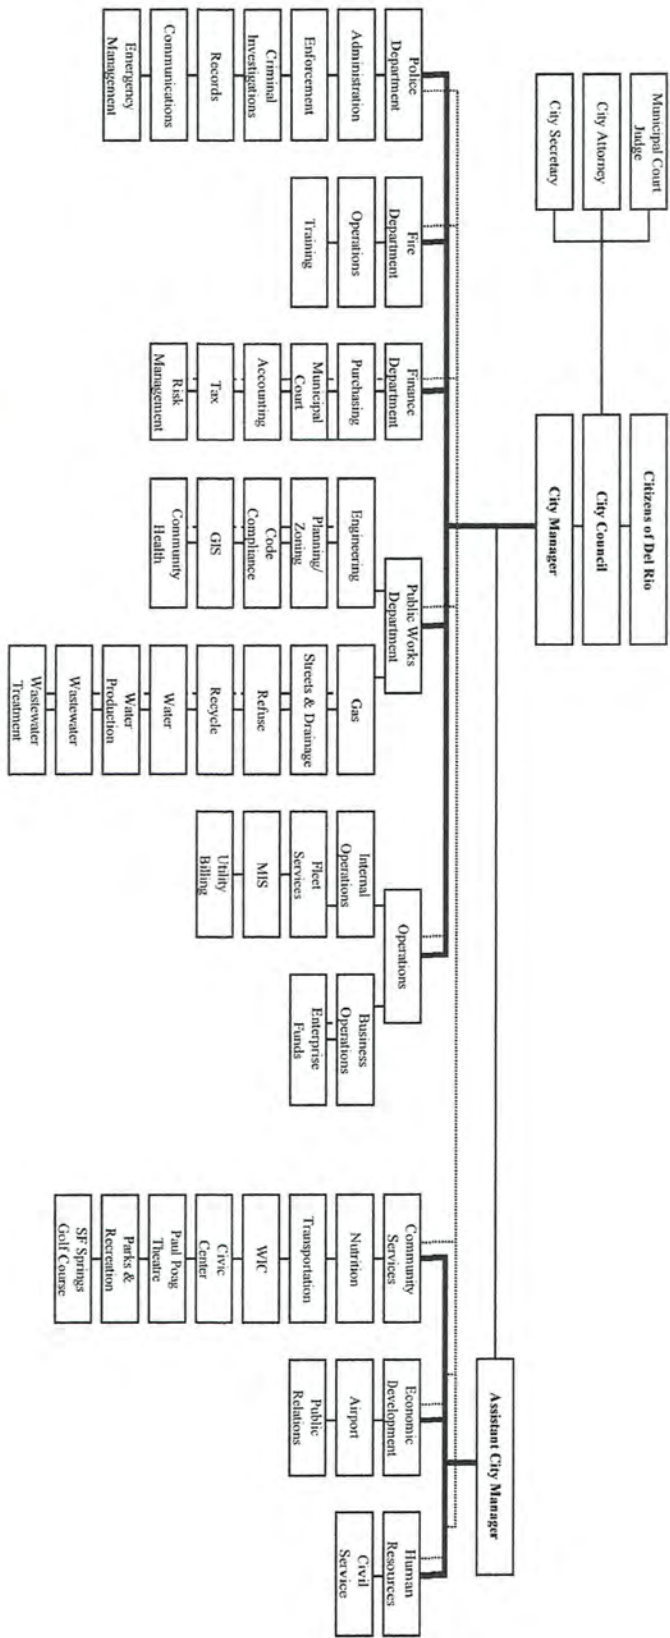 Citizens of Del Rio
City Council
City Manager
Municipal Court
Judge
City Attorney
City Secretary
Assistant City Manager
Police
Department
Administration
Enforcement
Criminal
Investigations
Records
Communications
Emergency
Management
Fire
Department
Operations
Training
Finance
Department
Purchasing
Municipal
Court
Accounting
Tax
Risk
Management
Public Works
Department
Engineering
Planning/
Zoning
Code
Compliance
GIS
Community
Health
Gas
Streets & Drainage
Refuse
Recycle
Water
Water
Production
Wastewater
Wastewater
Treatment
Operations
Internal
Operations
Fleet
Services
MIS
Utility
Billing
Business
Operations
Enterprise
Funds
Community
Services
Nutrition
Transportation
WIC
Civic
Center
Paul Poag
Theatre
Parks &
Recreation
SF Springs
Golf Course
Economic
Development
Airport
Public
Relations
Human
Resources
Civil
Service